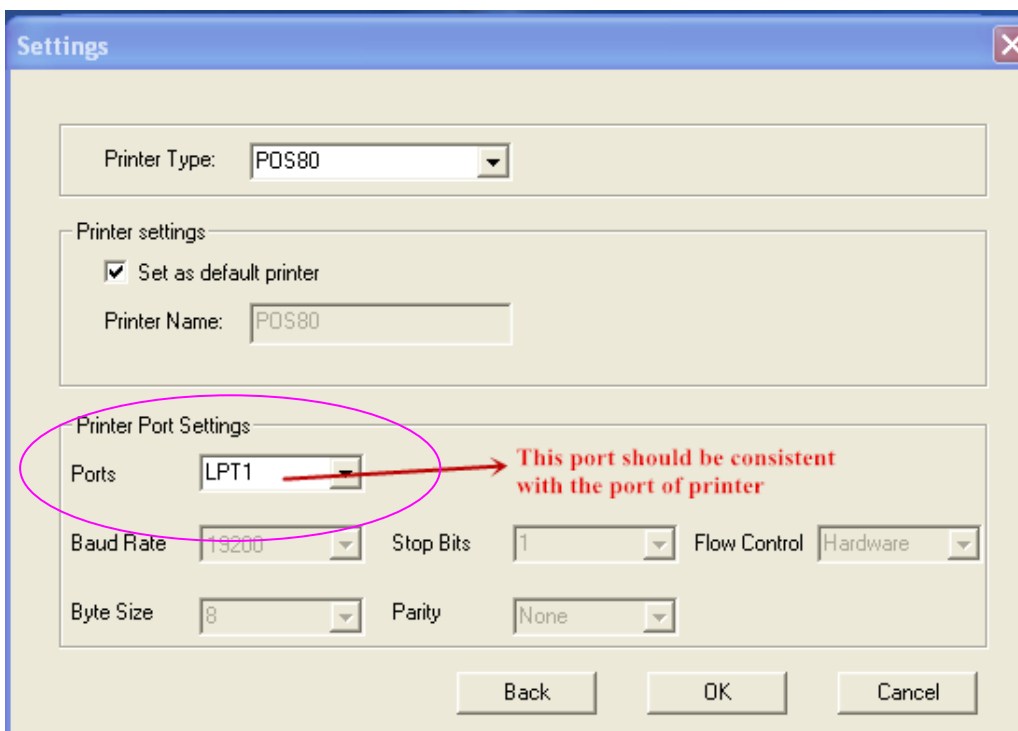 Settings
Printer Type: POS80
Printer settings
Set as default printer
Printer Name: POS80
Printer Port Settings
Ports LPT1
This port should be consistent
with the port of printer
Baud Rate 19200 Stop Bits 1 Flow Control Hardware
Byte Size 8 Parity None
Back OK Cancel